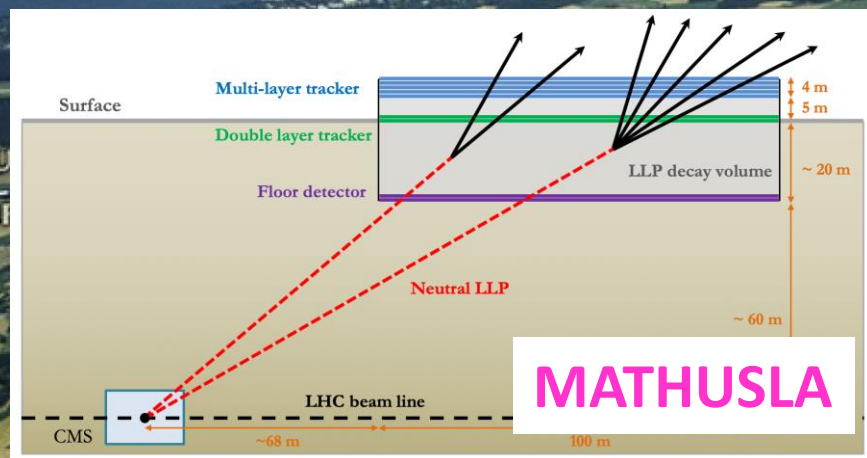 Multi-layer tracker
4 m
5 m
Surface
Double layer tracker
LLP decay volume
~ 20 m
Floor detector
Neutral LLP
~ 60 m
MATHUSLA
LHC beam line
CMS
~68 m
100 m